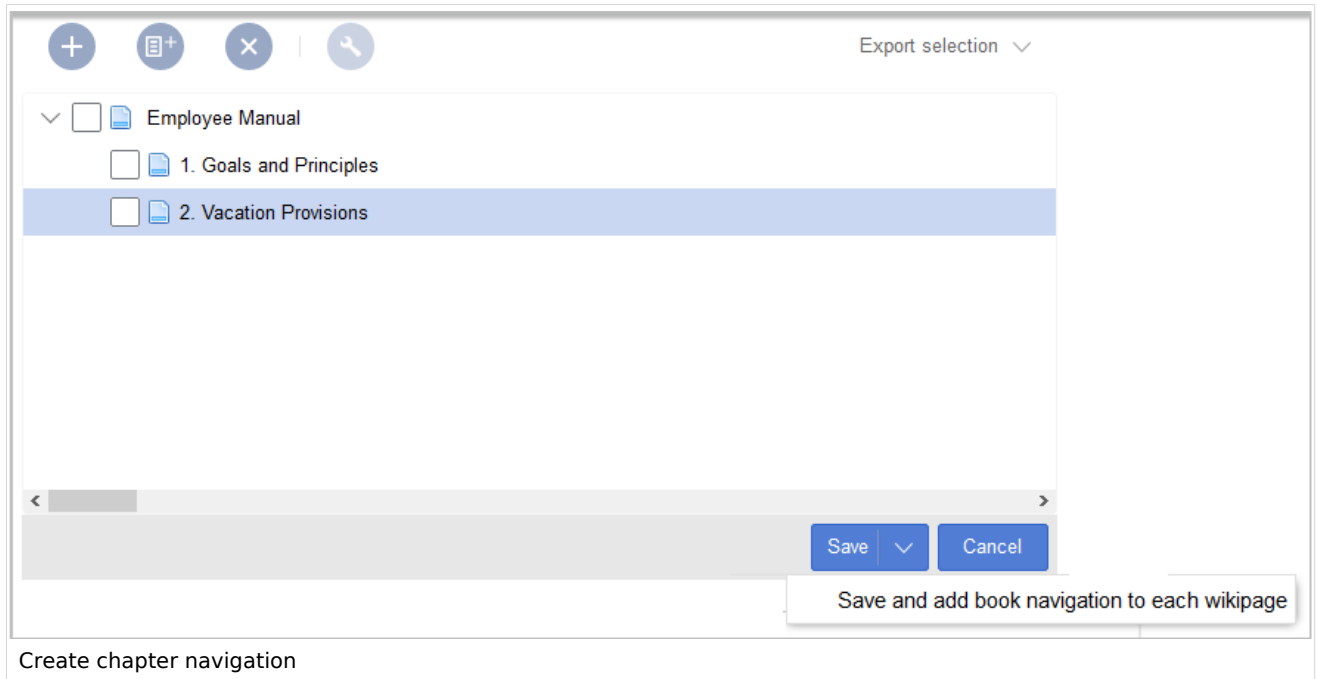 Export selection
Employee Manual
1. Goals and Principles
2. Vacation Provisions
Save
Cancel
Save and add book navigation to each wikipage
Create chapter navigation